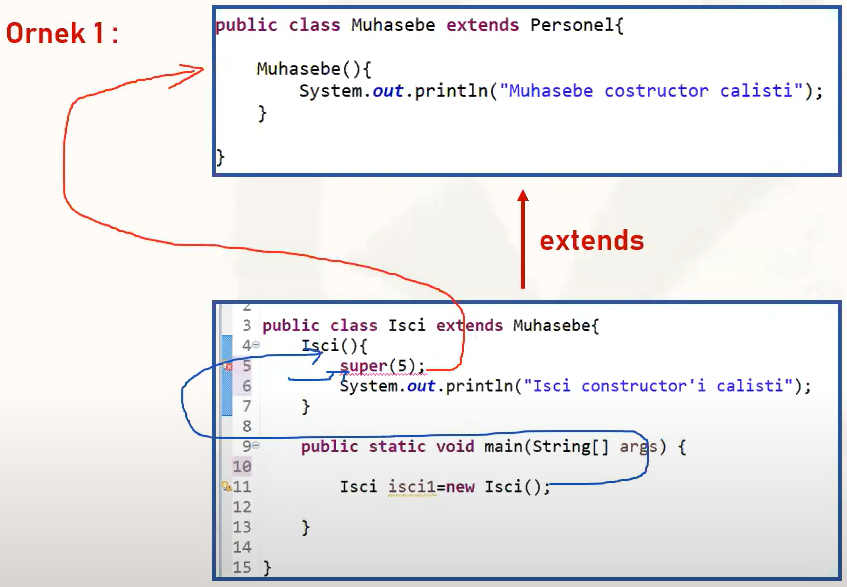 Ornek 1 :
public class Muhasebe extends Personel{
Muhasebe(){
System.out.println("Muhasebe costructor calisti");
}
}
extends
2
3 public class Isci extends Muhasebe{
4 Isci(){
5 super(5);
6 System.out.println("Isci constructor'i calisti");
7 }
8
9 public static void main(String[] args) {
10
11 Isci isci1=new Isci();
12
13 }
14
15 }